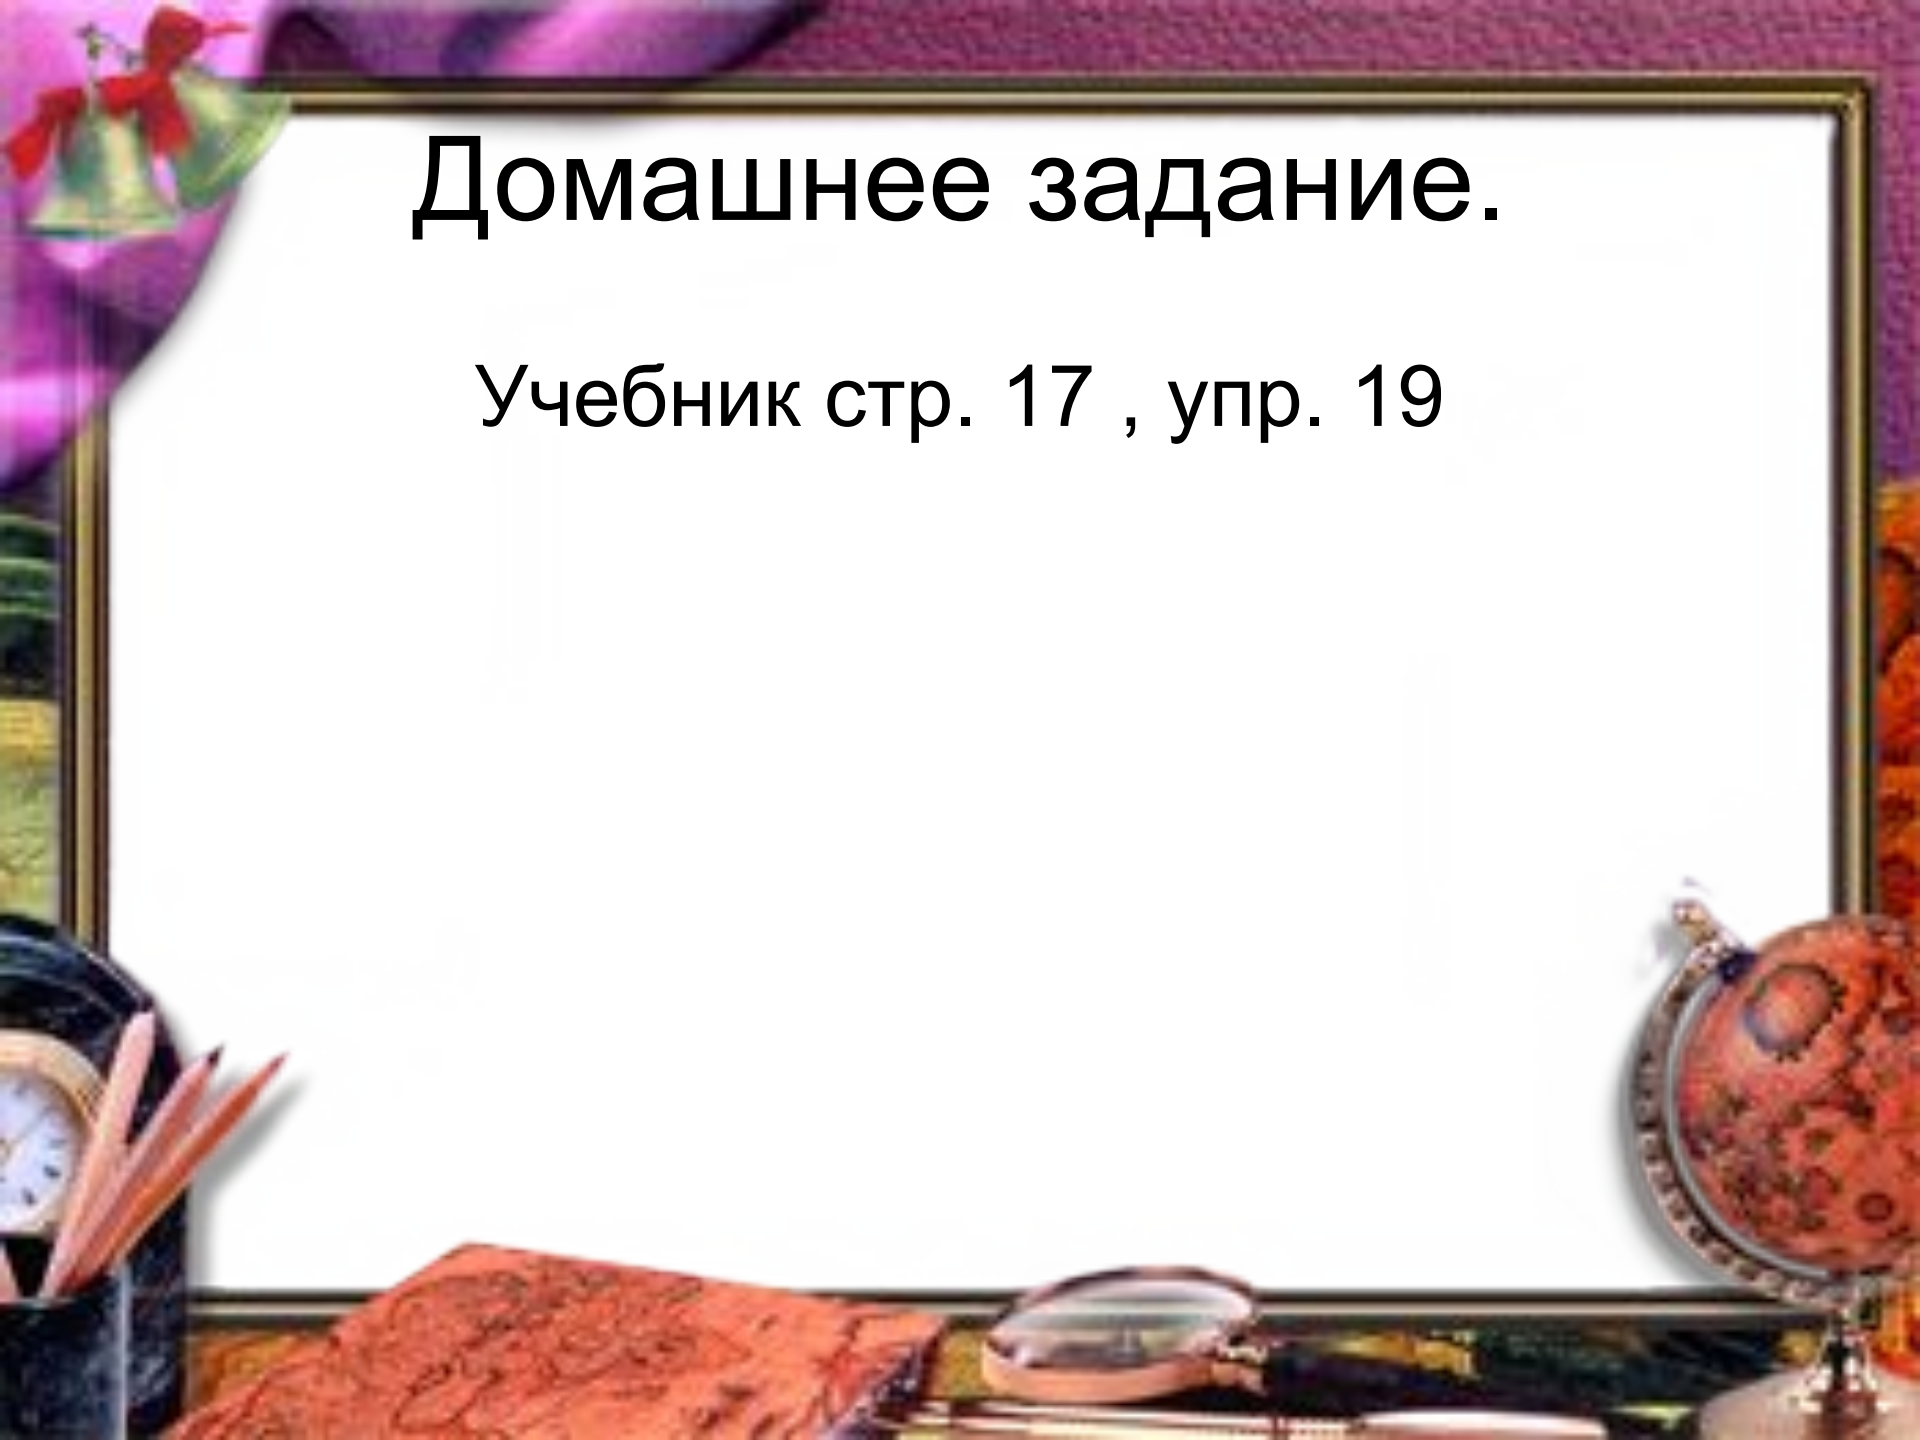 Домашнее задание.
Учебник стр. 17 , упр. 19